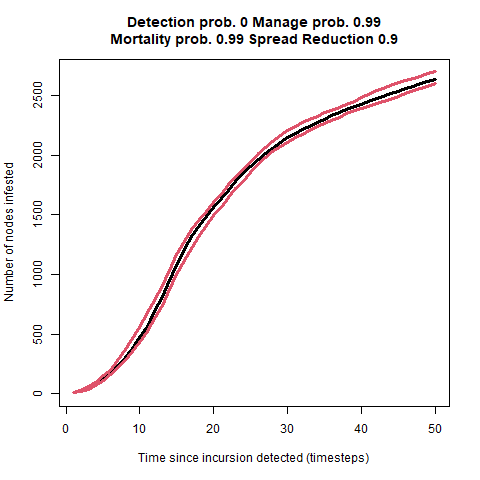 Detection prob. 0 Manage prob. 0.99
Mortality prob. 0.99 Spread Reduction 0.9
Number of nodes infested
2500
2000
1500
1000
500
0
0 10 20 30 40 50
Time since incursion detected (timesteps)